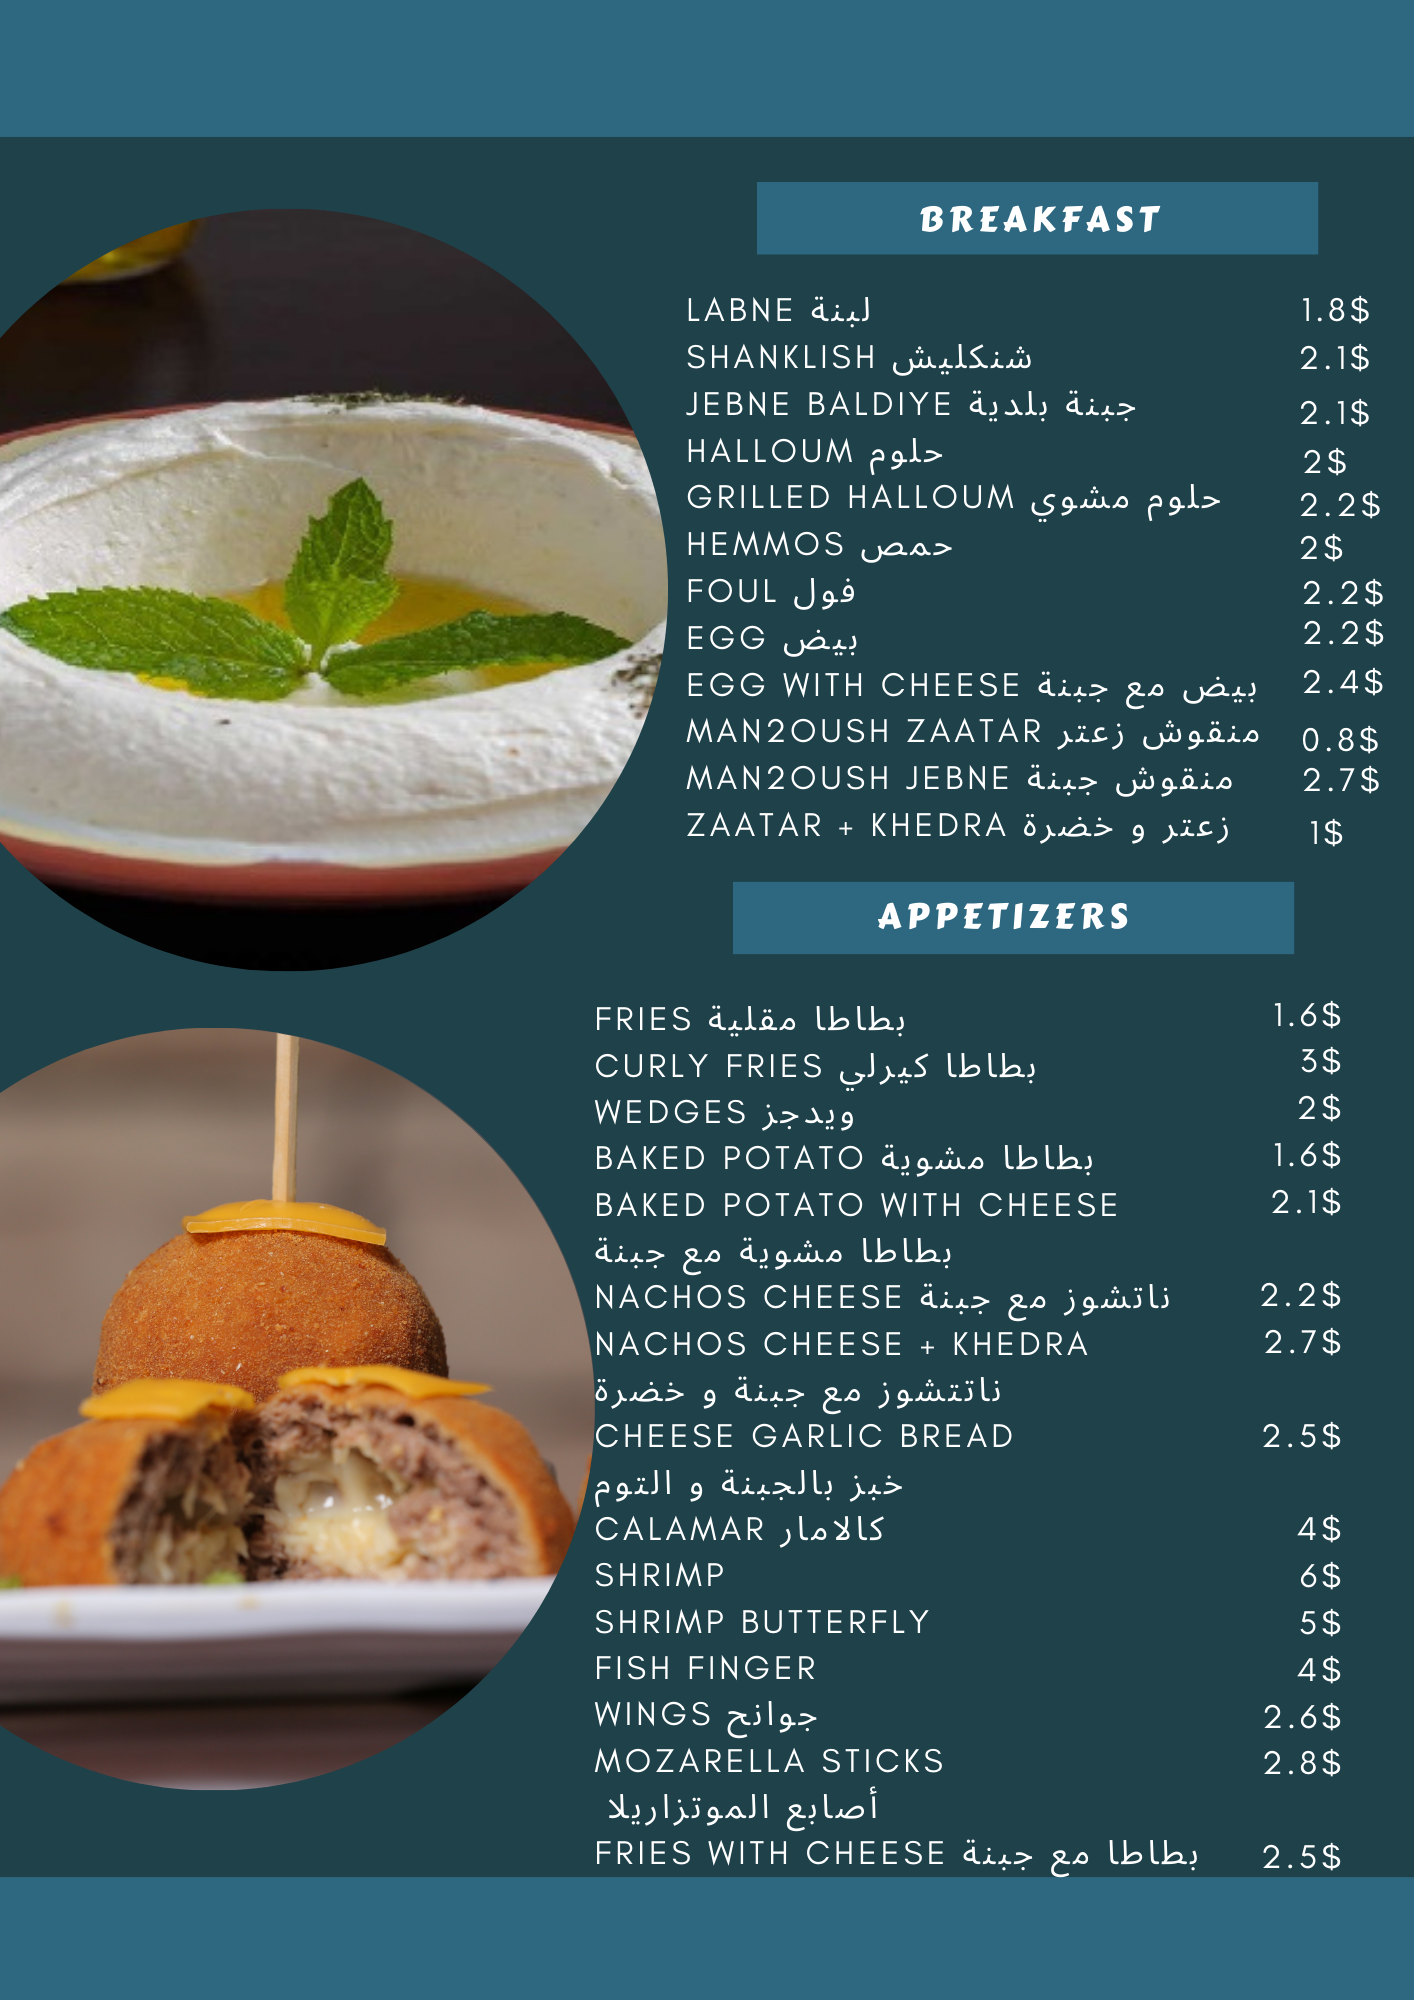 BREAKFAST
LABNE لبنة 1.8$
SHANKLISH شنكليش 2.1$
JEBNE BALDIYE جبنة بلدية 2.1$
HALLOUM حلوم 2$
GRILLED HALLOUM حلوم مشوي 2.2$
HEMMOS حمص 2$
FOUL فول 2.2$
EGG بيض 2.2$
EGG WITH CHEESE بيض مع جبنة 2.4$
MAN2OUSH ZAATAR منقوش زعتر 0.8$
MAN2OUSH JEBNE منقوش جبنة 2.7$
ZAATAR + KHEDRA زعتر و خضرة 1$
APPETIZERS
FRIES بطاطا مقلية 1.6$
CURLY FRIES بطاطا كيرلي 3$
WEDGES ويدجز 2$
BAKED POTATO بطاطا مشوية 1.6$
BAKED POTATO WITH CHEESE 2.1$
بطاطا مشوية مع جبنة
NACHOS CHEESE ناتشوز مع جبنة 2.2$
NACHOS CHEESE + KHEDRA 2.7$
ناتتشوز مع جبنة و خضرة
CHEESE GARLIC BREAD 2.5$
خبز بالجبنة و التوم
CALAMAR كالامار 4$
SHRIMP 6$
SHRIMP BUTTERFLY 5$
FISH FINGER 4$
WINGS جوانح 2.6$
MOZARELLA STICKS 2.8$
أصابع الموتزاريلا
FRIES WITH CHEESE بطاطا مع جبنة 2.5$